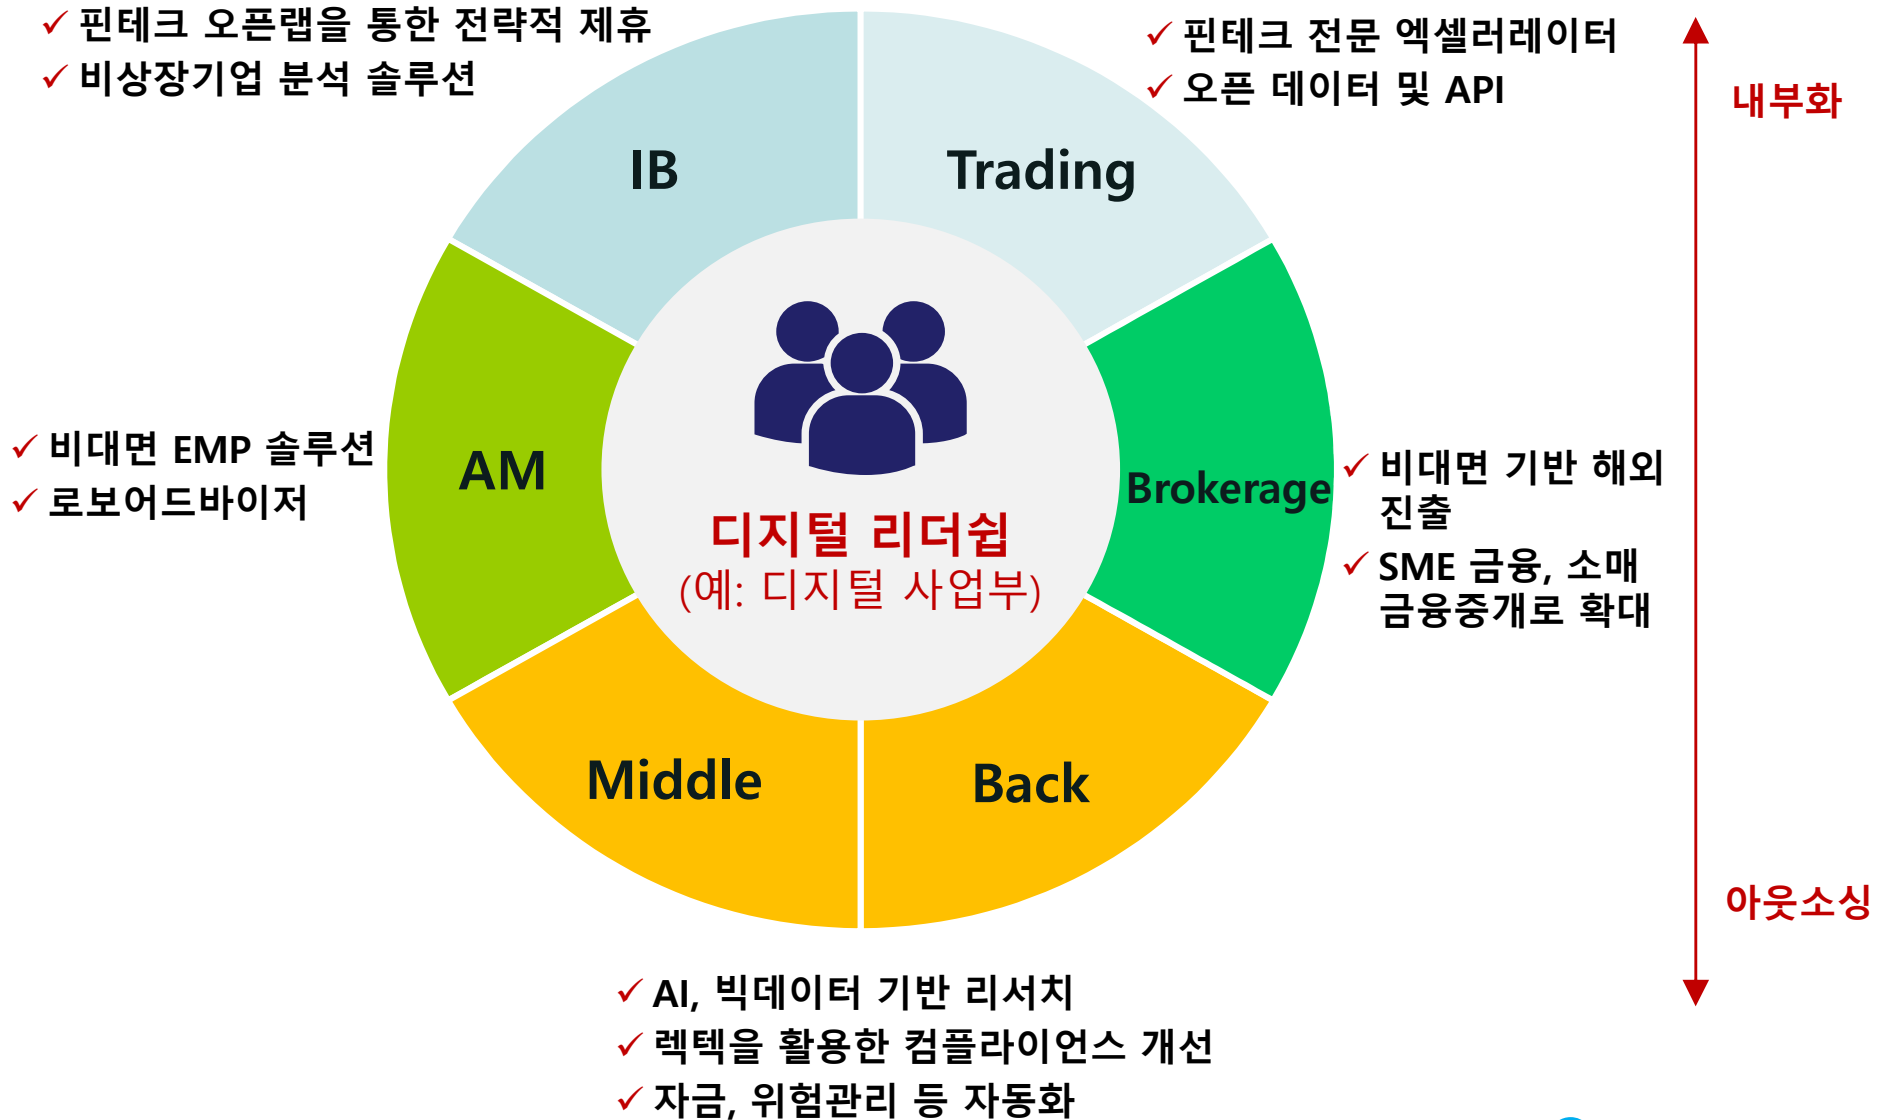 ✓ 핀테크 오픈랩을 통한 전략적 제휴
✓ 비상장기업 분석 솔루션
✓ 핀테크 전문 엑셀러레이터
✓ 오픈 데이터 및 API
내부화
IB
Trading
✓ 비대면 EMP 솔루션
✓ 로보어드바이저
AM
Brokerage
✓ 비대면 기반 해외
진출
✓ SME 금융, 소매
금융중개로 확대
디지털 리더쉽
(예: 디지털 사업부)
Middle
Back
아웃소싱
✓ AI, 빅데이터 기반 리서치
✓ 렉텍을 활용한 컴플라이언스 개선
✓ 자금, 위험관리 등 자동화